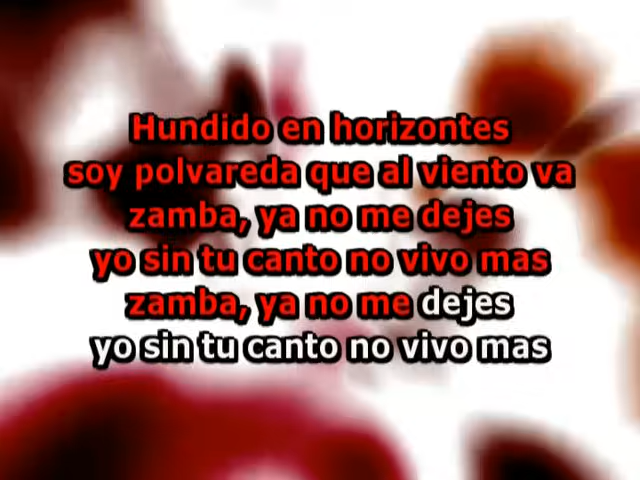 Hundido en horizontes
soy polvareda que al viento va
zamba, ya no me dejes
yo sin tu canto no vivo mas
zamba, ya no me dejes
yo sin tu canto no vivo mas